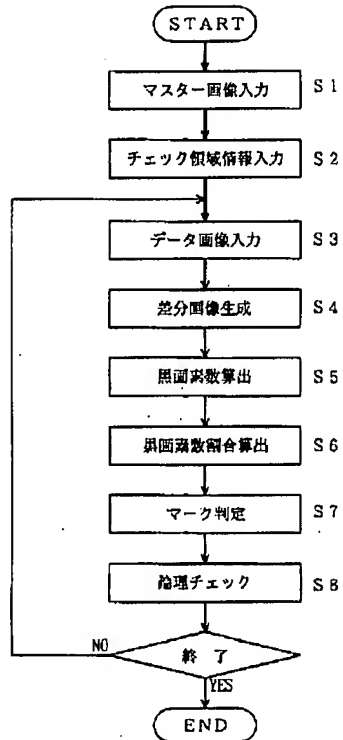 START
マスター画像入力 S1
チェック領域情報入力 S2
データ画像入力 S3
差分画像生成 S4
黒画素数算出 S5
黒画素数割合算出 S6
マーク判定 S7
論理チェック S8
NO 終了
YES
END